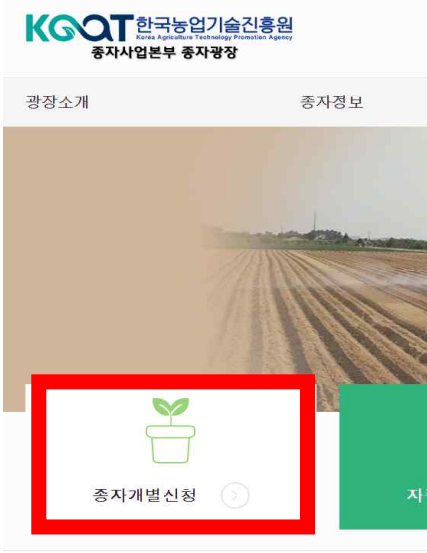 KOAT 한국농업기술진흥원
Korea Agriculture Technology Promotion Agency
종자사업본부 종자광장
광장소개 종자정보
종자개별신청